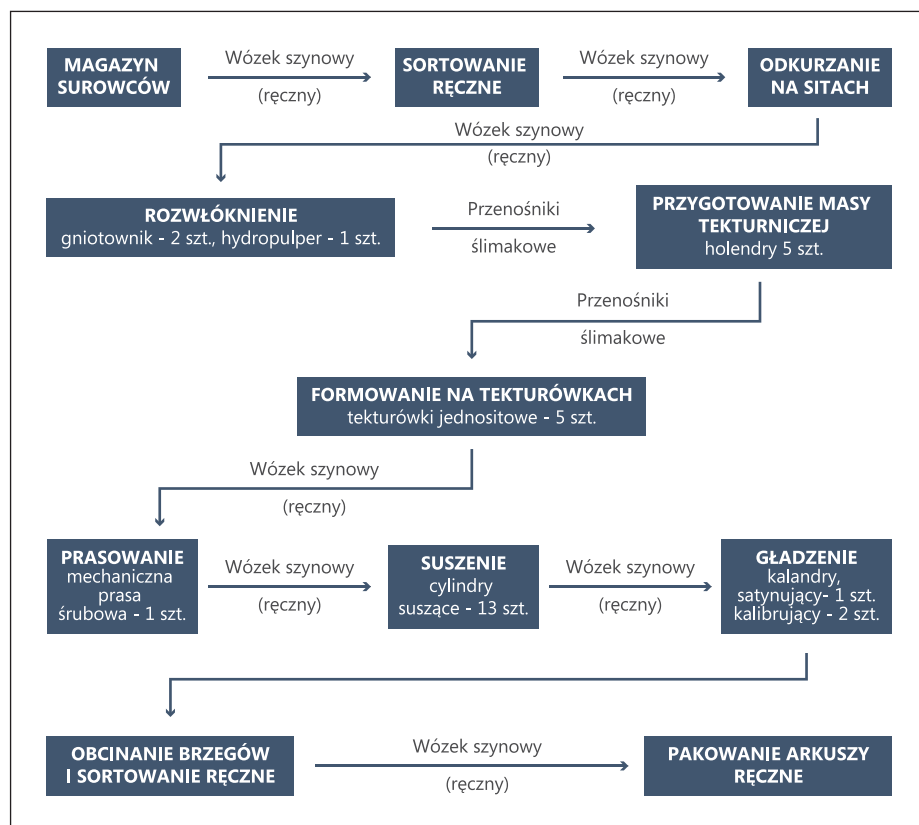 MAGAZYN
SUROWCÓW
Wózek szynowy
(ręczny)
SORTOWANIE
RĘCZNE
Wózek szynowy
(ręczny)
ODKURZANIE
NA SITACH
Wózek szynowy
(ręczny)
ROZWŁÓKNIENIE
gniotownik - 2 szt., hydropulper - 1 szt.
Przenośniki
ślimakowe
PRZYGOTOWANIE MASY
TEKTURNICZEJ
holendry 5 szt.
Przenośniki
ślimakowe
FORMOWANIE NA TEKTURÓWKACH
tekturówki jednositowe - 5 szt.
Wózek szynowy
(ręczny)
PRASOWANIE
mechaniczna
prasa
śrubowa - 1 szt.
Wózek szynowy
(ręczny)
SUSZENIE
cylindry
suszące - 13 szt.
Wózek szynowy
(ręczny)
GŁADZENIE
kalandry,
satynujący- 1 szt.
kalibrujący - 2 szt.
OBCINANIE BRZEGÓW
I SORTOWANIE RĘCZNE
Wózek szynowy
(ręczny)
PAKOWANIE ARKUSZY
RĘCZNE